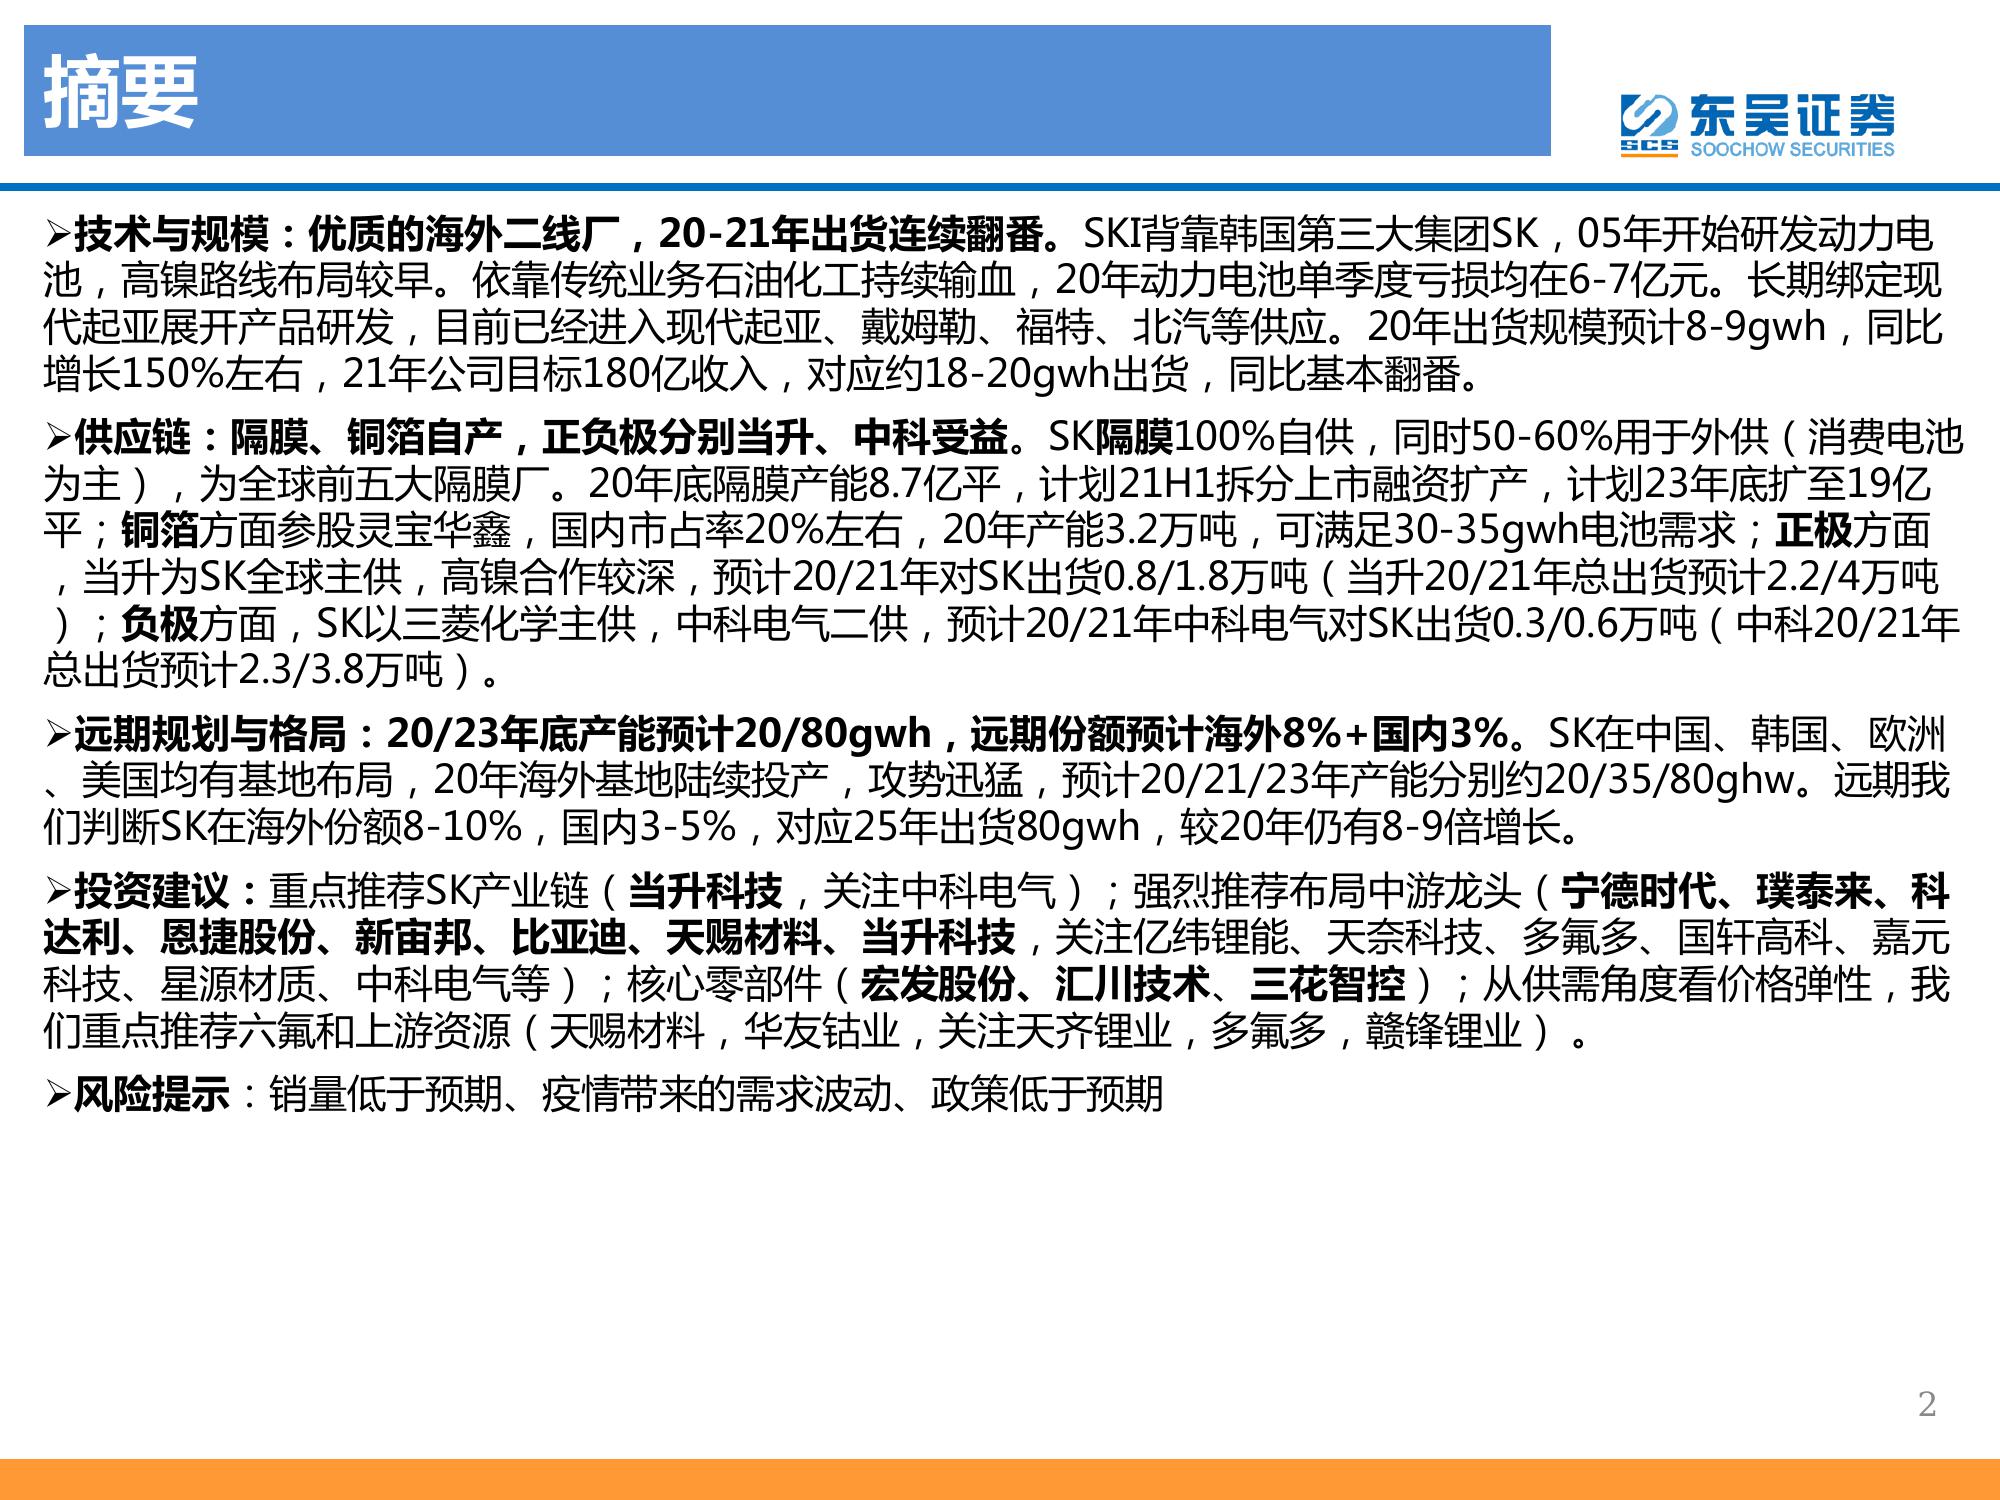 摘要
东吴证券
SCS
SOOCHOW SECURITIES
➢技术与规模：优质的海外二线厂，20-21年出货连续翻番。SKI背靠韩国第三大集团SK，05年开始研发动力电
池，高镍路线布局较早。依靠传统业务石油化工持续输血，20年动力电池单季度亏损均在6-7亿元。长期绑定现
代起亚展开产品研发，目前已经进入现代起亚、戴姆勒、福特、北汽等供应。20年出货规模预计8-9gwh，同比
增长150%左右，21年公司目标180亿收入，对应约18-20gwh出货，同比基本翻番。
➢供应链：隔膜、铜箔自产，正负极分别当升、中科受益。SK隔膜100%自供，同时50-60%用于外供（消费电池
为主），为全球前五大隔膜厂。20年底隔膜产能8.7亿平，计划21H1拆分上市融资扩产，计划23年底扩至19亿
平；铜箔方面参股灵宝华鑫，国内市占率20%左右，20年产能3.2万吨，可满足30-35gwh电池需求；正极方面
，当升为SK全球主供，高镍合作较深，预计20/21年对SK出货0.8/1.8万吨（当升20/21年总出货预计2.2/4万吨
）；负极方面，SK以三菱化学主供，中科电气二供，预计20/21年中科电气对SK出货0.3/0.6万吨（中科20/21年
总出货预计2.3/3.8万吨）。
➢远期规划与格局：20/23年底产能预计20/80gwh，远期份额预计海外8%+国内3%。SK在中国、韩国、欧洲
、美国均有基地布局，20年海外基地陆续投产，攻势迅猛，预计20/21/23年产能分别约20/35/80ghw。远期我
们判断SK在海外份额8-10%，国内3-5%，对应25年出货80gwh，较20年仍有8-9倍增长。
➢投资建议：重点推荐SK产业链（当升科技，关注中科电气）；强烈推荐布局中游龙头（宁德时代、璞泰来、科
达利、恩捷股份、新宙邦、比亚迪、天赐材料、当升科技，关注亿纬锂能、天奈科技、多氟多、国轩高科、嘉元
科技、星源材质、中科电气等）；核心零部件（宏发股份、汇川技术、三花智控）；从供需角度看价格弹性，我
们重点推荐六氟和上游资源（天赐材料，华友钴业，关注天齐锂业，多氟多，赣锋锂业）。
➢风险提示：销量低于预期、疫情带来的需求波动、政策低于预期
2